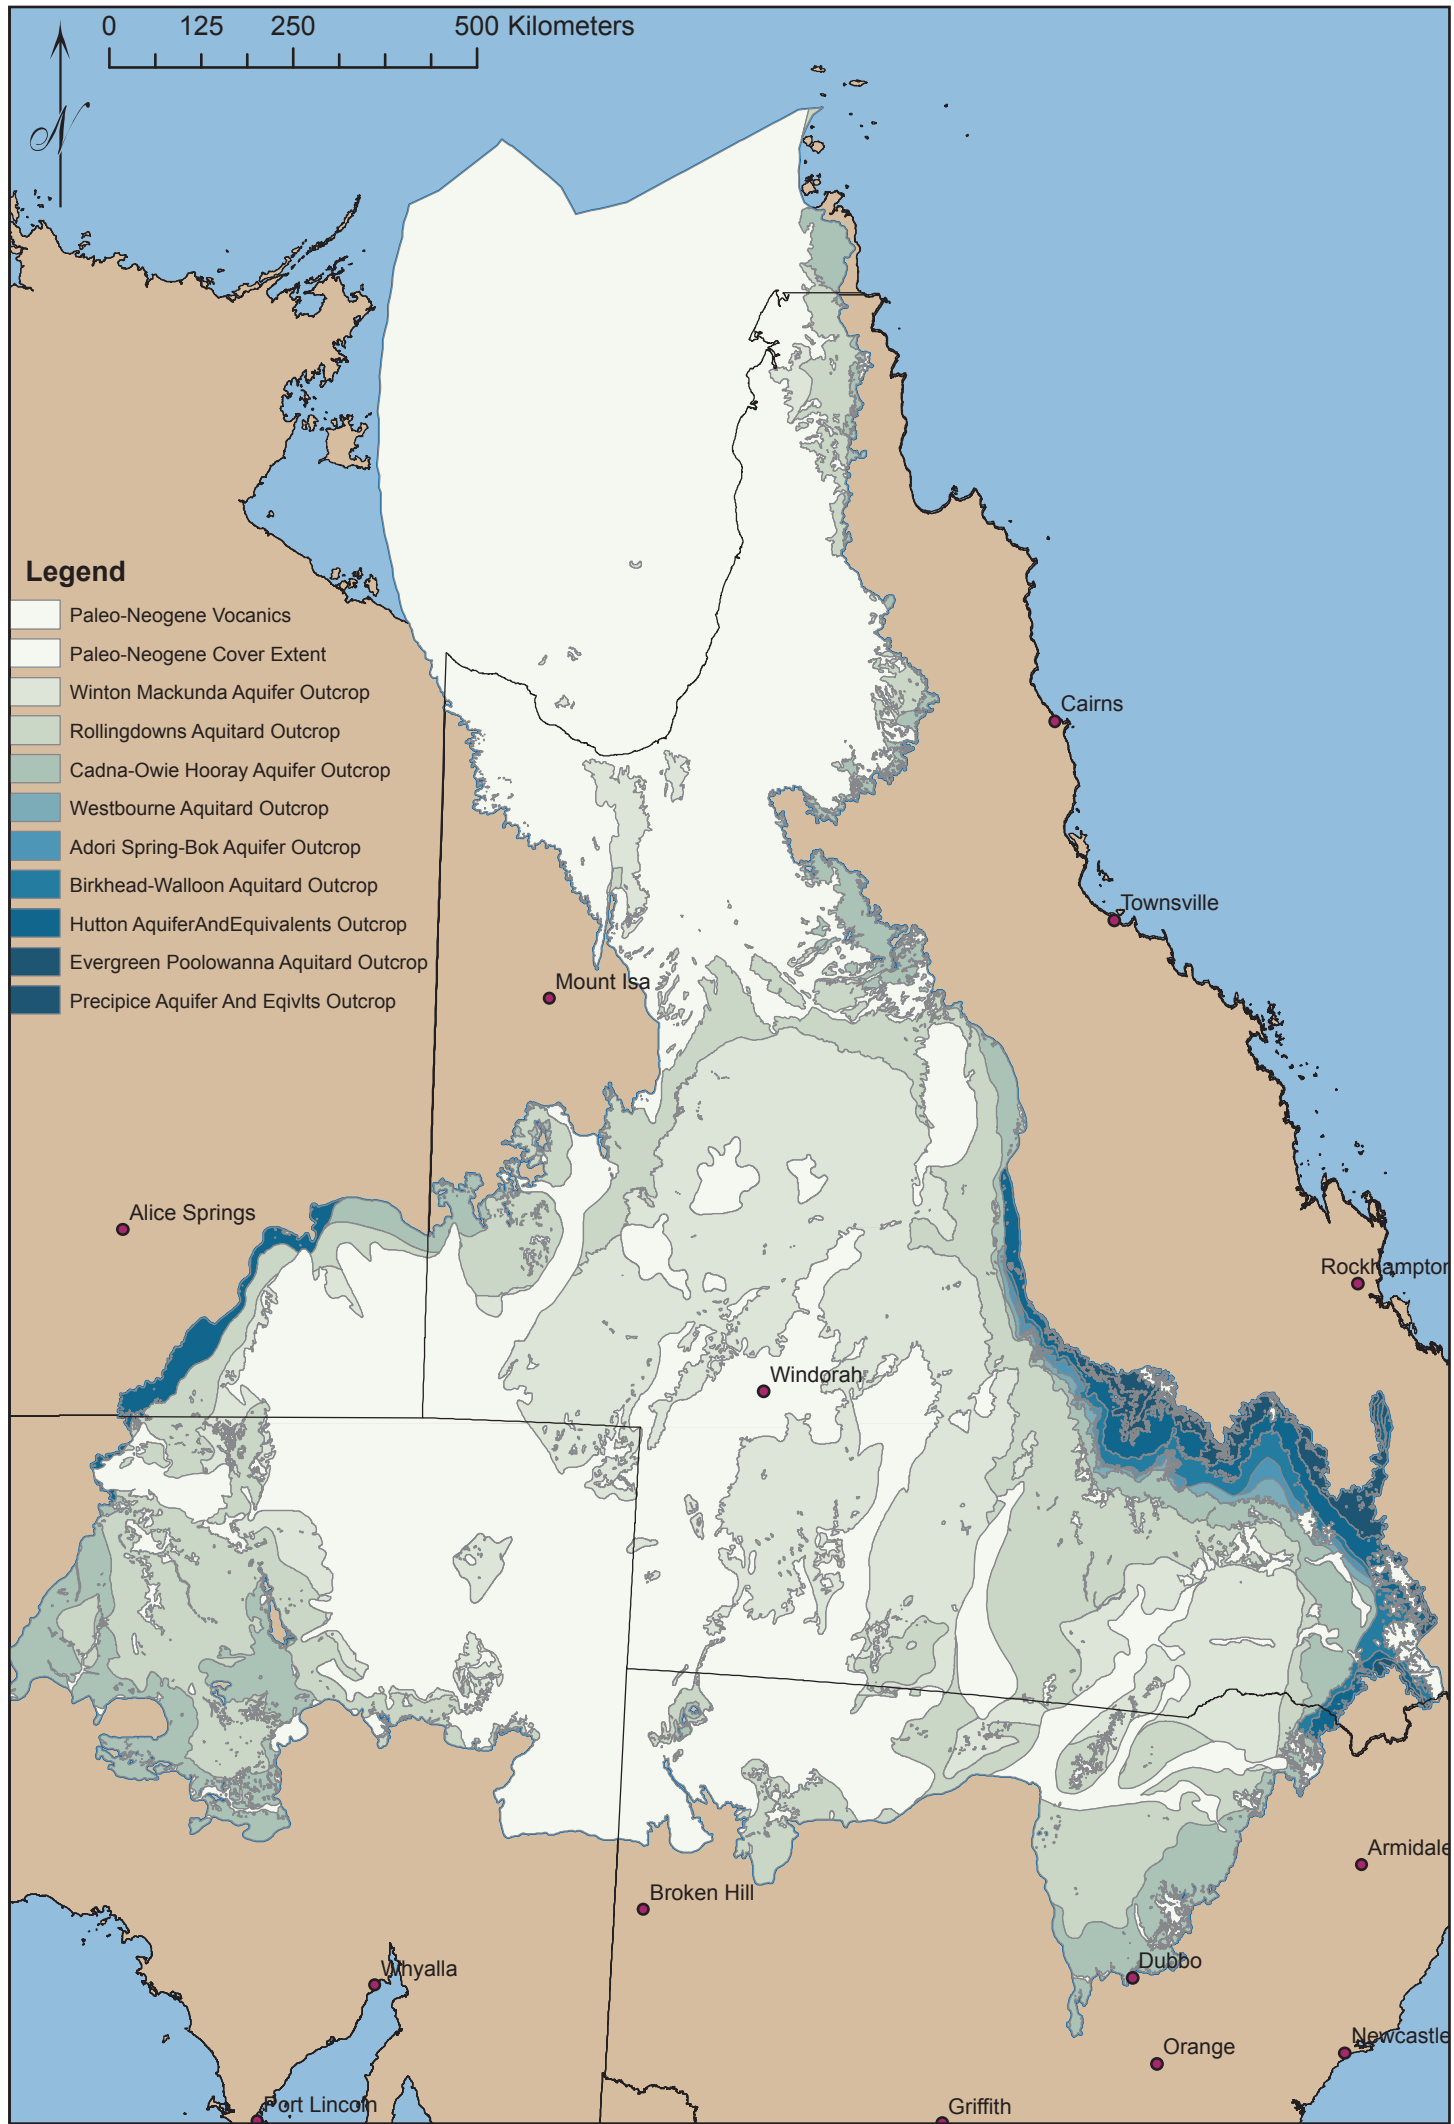 0 125 250 500 Kilometers
N
Legend
Paleo-Neogene Vocanics
Paleo-Neogene Cover Extent
Winton Mackunda Aquifer Outcrop
Rollingdowns Aquitard Outcrop
Cadna-Owie Hooray Aquifer Outcrop
Westbourne Aquitard Outcrop
Adori Spring-Bok Aquifer Outcrop
Birkhead-Walloon Aquitard Outcrop
Hutton AquiferAndEquivalents Outcrop
Evergreen Poolowanna Aquitard Outcrop
Precipice Aquifer And Eqivlts Outcrop
Cairns
Townsville
Mount Isa
Alice Springs
Rockhampton
Windorah
Armidale
Broken Hill
Dubbo
Whyalla
Newcastle
Orange
Port Lincoln
Griffith